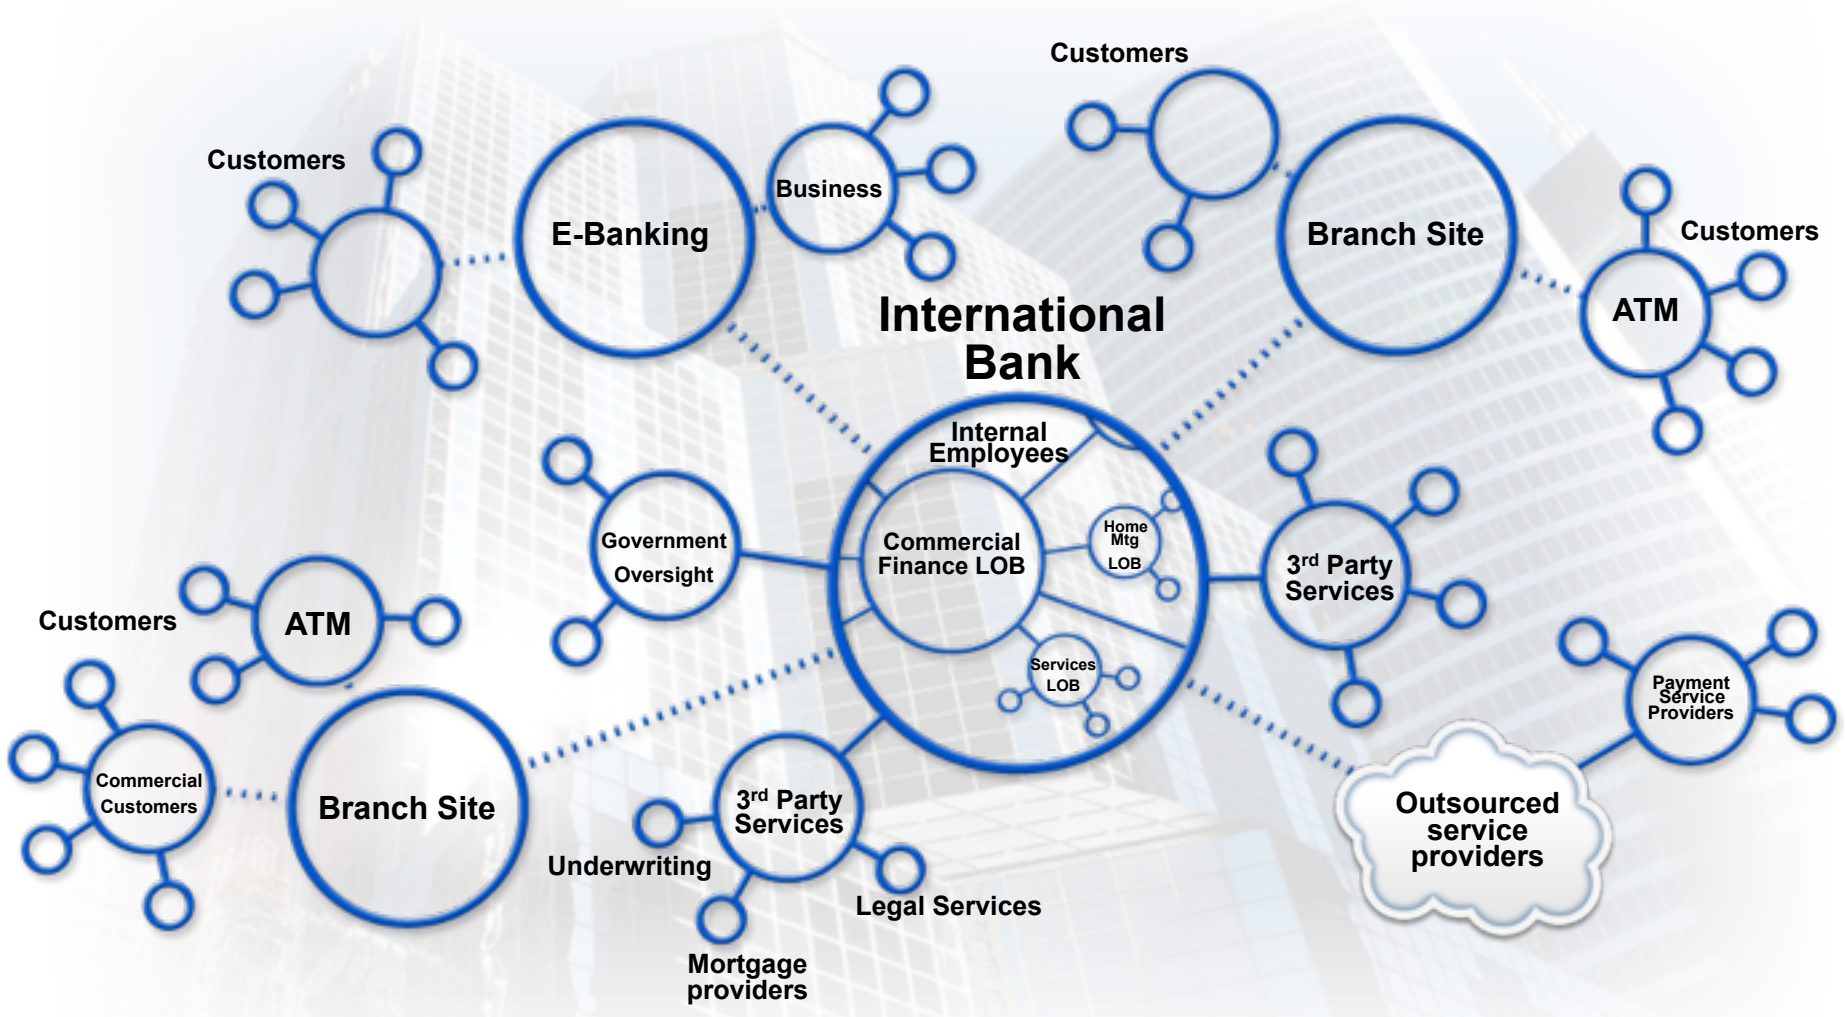 Customers
Customers
Business
E-Banking
Branch Site
Customers
ATM
International
Bank
Internal
Employees
Government
Oversight
Commercial
Finance LOB
Home
Mtg
LOB
3rd Party
Services
Customers
ATM
Services
LOB
Payment
Service
Providers
Commercial
Customers
Branch Site
3rd Party
Services
Underwriting
Legal Services
Mortgage
providers
Outsourced
service
providers